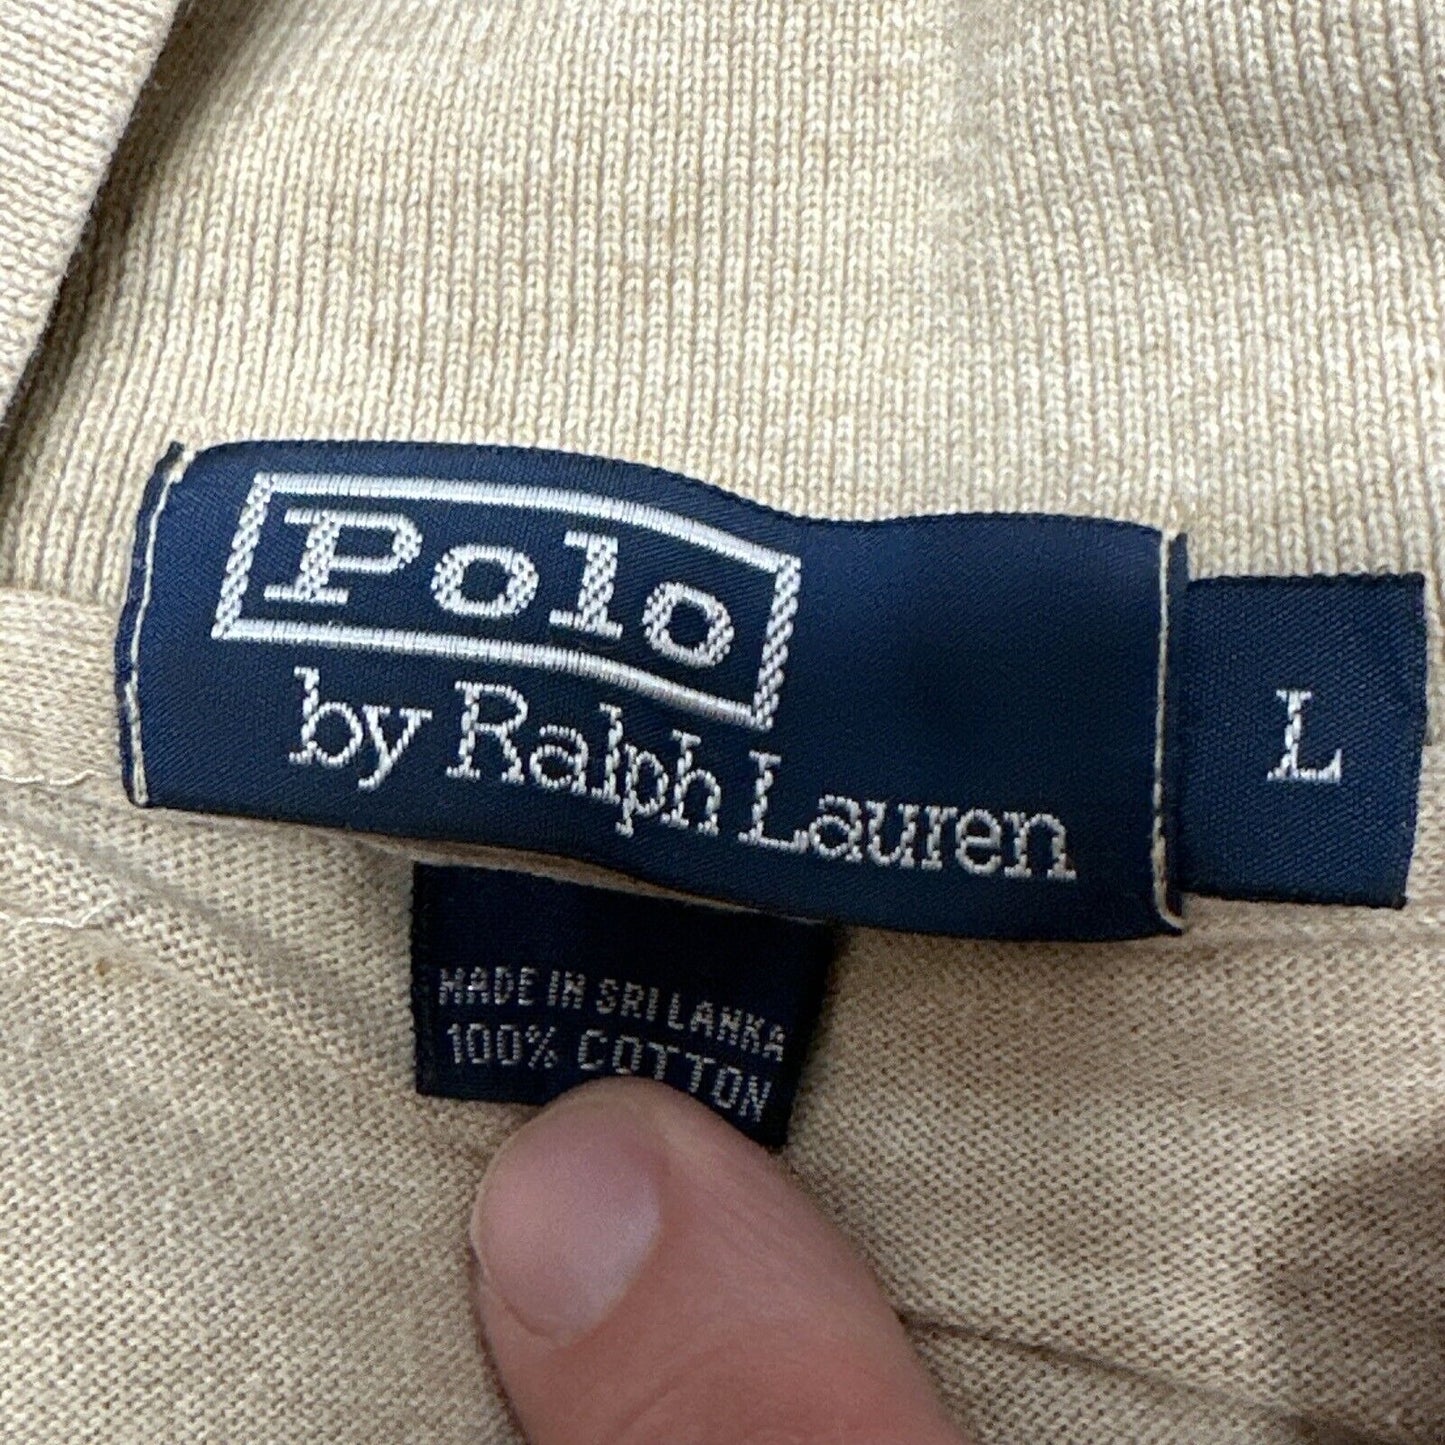 Polo
by Ralph Lauren
L
MADE IN SRI LANKA
100% COTTON